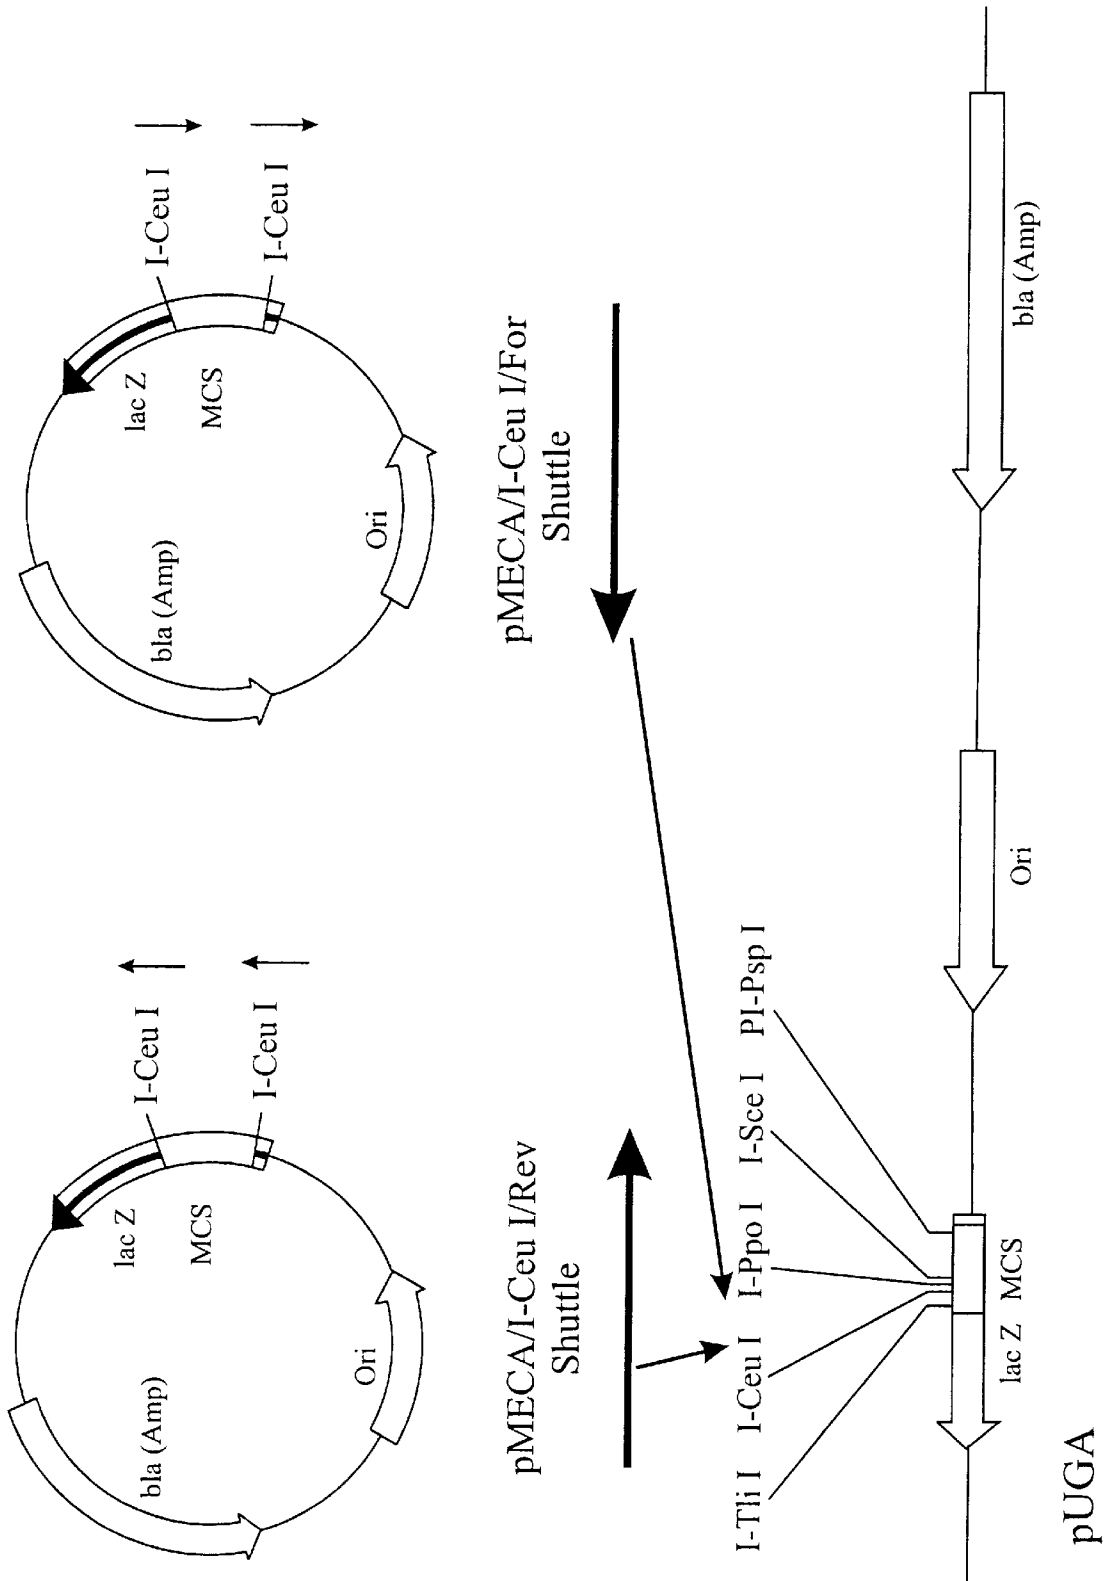 I-Ceu I
I-Ceu I
lac Z
MCS
bla (Amp)
Ori
pMECA/I-Ceu I/Rev
Shuttle
I-Ceu I
I-Ceu I
lac Z
MCS
bla (Amp)
Ori
pMECA/I-Ceu I/For
Shuttle
I-Tli I I-Ceu I I-Ppo I I-Sce I PI-Psp I
lac Z MCS
Ori
bla (Amp)
pUGA